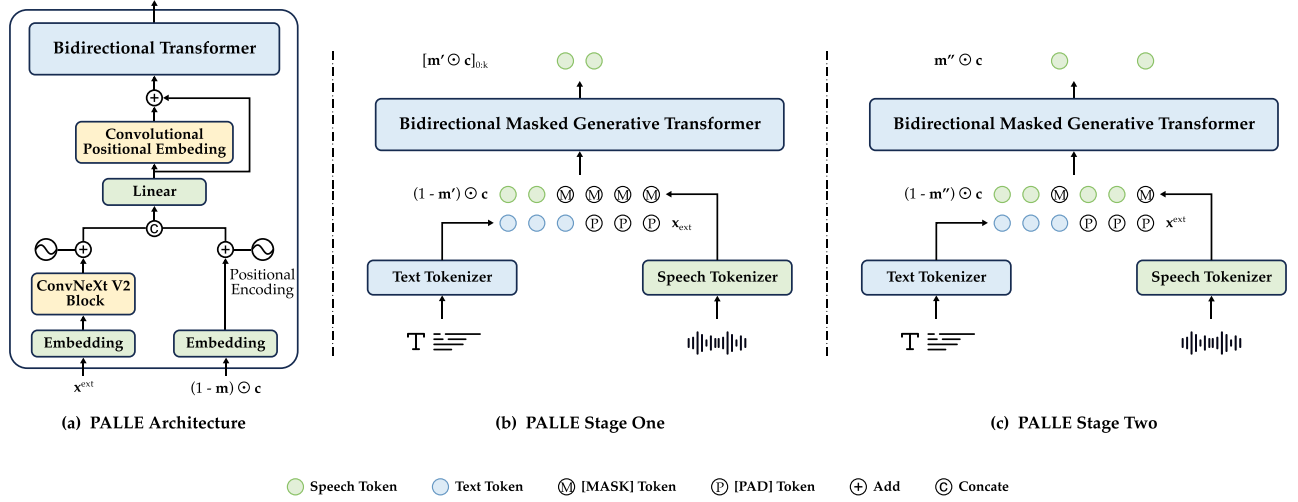 Bidirectional Transformer
Convolutional
Positional Embeding
Linear
C
Positional
Encoding
ConvNeXt V2
Block
Embedding
Embedding
x^ext
(1 - m) ⊙ c
(a) PALLE Architecture
[m′ ⊙ c]0:k
Bidirectional Masked Generative Transformer
(1 - m′) ⊙ c
M M M M
P P P
x_ext
Text Tokenizer
Speech Tokenizer
T
(b) PALLE Stage One
m″ ⊙ c
Bidirectional Masked Generative Transformer
(1 - m″) ⊙ c
M M
P P P
x^ext
Text Tokenizer
Speech Tokenizer
T
(c) PALLE Stage Two
Speech Token
Text Token
M [MASK] Token
P [PAD] Token
+ Add
C Concate